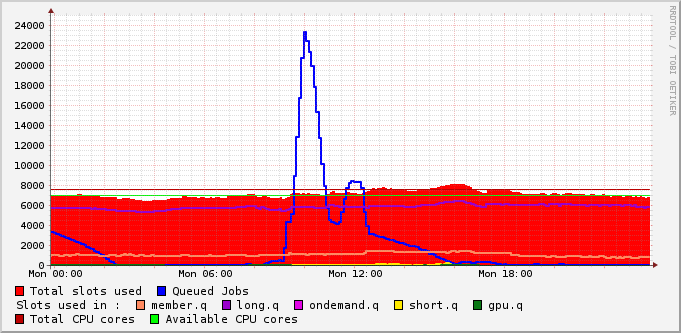 RRDTOOL / TOBI OETIKER
24000
22000
20000
18000
16000
14000
12000
10000
8000
6000
4000
2000
0
Mon 00:00 Mon 06:00 Mon 12:00 Mon 18:00
Total slots used Queued Jobs
Slots used in : member.q long.q ondemand.q short.q gpu.q
Total CPU cores Available CPU cores